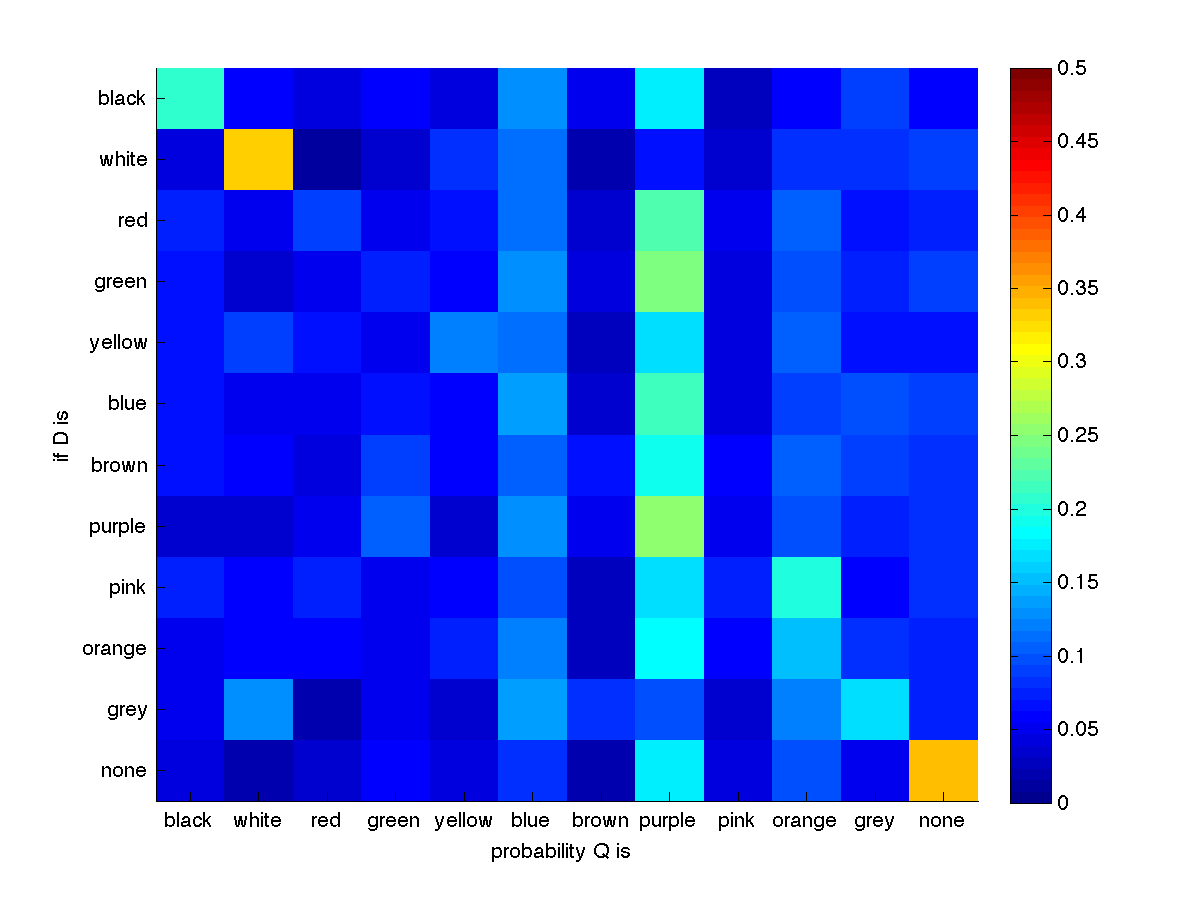 black
white
red
green
yellow
blue
brown
purple
pink
orange
grey
none
if D is
black white red green yellow blue brown purple pink orange grey none
probability Q is
0.5
0.45
0.4
0.35
0.3
0.25
0.2
0.15
0.1
0.05
0